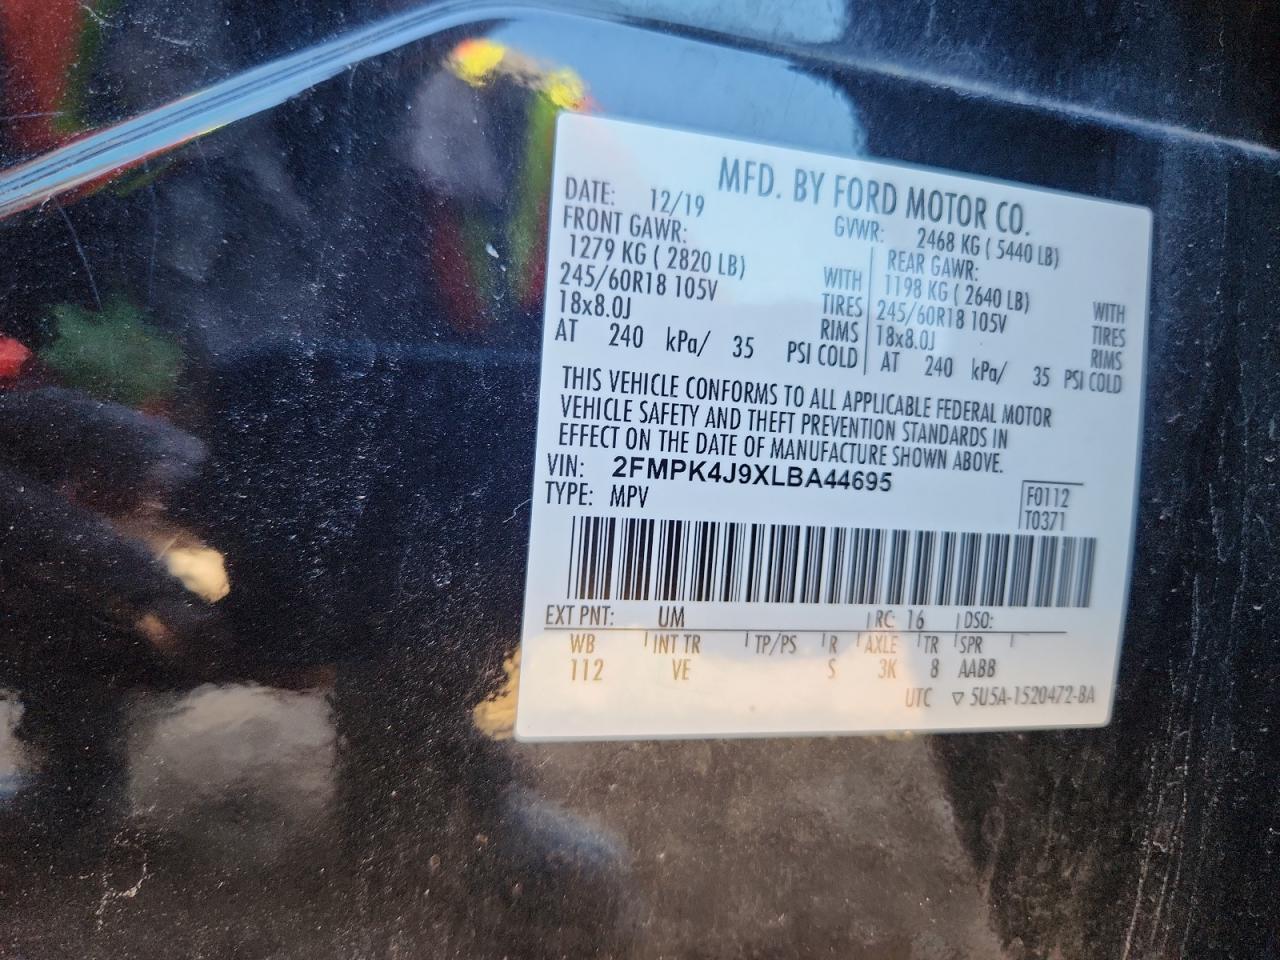 MFD. BY FORD MOTOR CO.
DATE: 12/19 GVWR: 2468 KG ( 5440 LB)
FRONT GAWR: REAR GAWR:
1279 KG ( 2820 LB) WITH 1198 KG ( 2640 LB) WITH
245/60R18 105V TIRES 245/60R18 105V TIRES
18x8.0J RIMS 18x8.0J RIMS
AT 240 kPa/ 35 PSI COLD AT 240 kPa/ 35 PSI COLD
THIS VEHICLE CONFORMS TO ALL APPLICABLE FEDERAL MOTOR
VEHICLE SAFETY AND THEFT PREVENTION STANDARDS IN
EFFECT ON THE DATE OF MANUFACTURE SHOWN ABOVE.
VIN: 2FMPK4J9XLBA44695
TYPE: MPV
F0112
T0371
EXT PNT: UM RC: 16 DSO:
WB INT TR TP/PS R AXLE TR SPR
112 VE S 3K 8 AABB
UTC ▽ 5U5A-1520472-BA